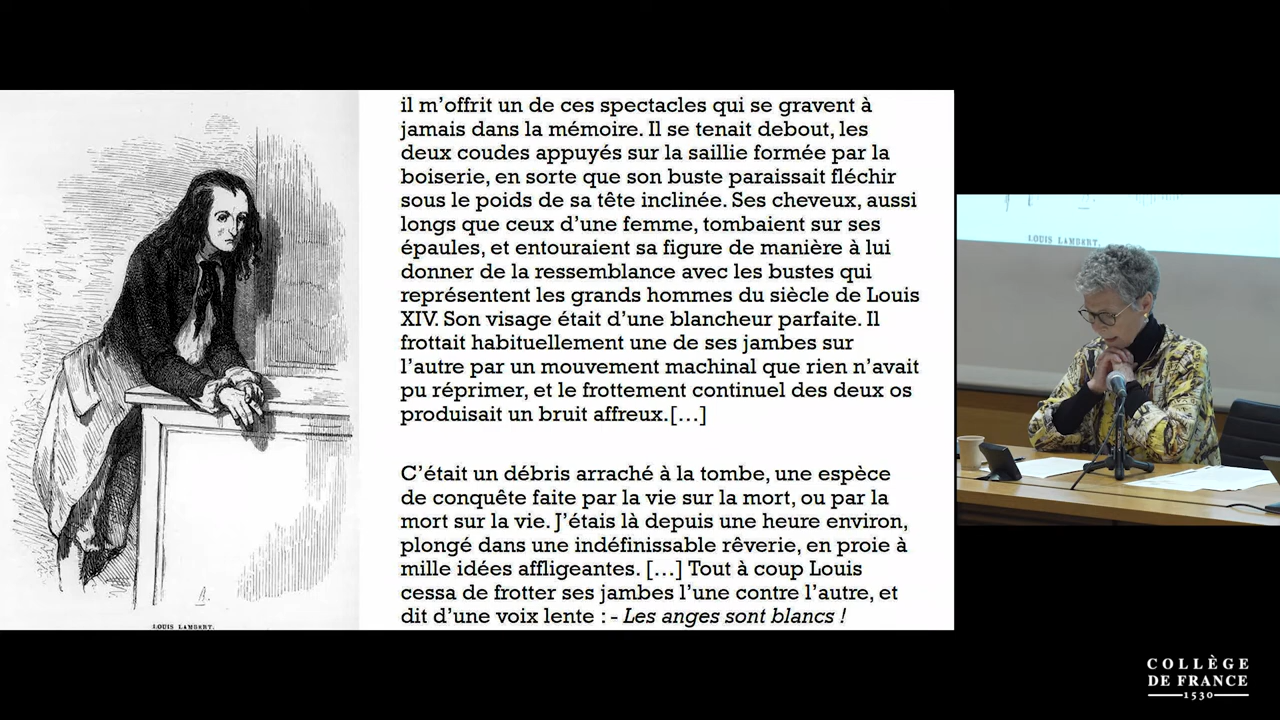 il m’offrit un de ces spectacles qui se gravent à
jamais dans la mémoire. Il se tenait debout, les
deux coudes appuyés sur la saillie formée par la
boiserie, en sorte que son buste paraissait fléchir
sous le poids de sa tête inclinée. Ses cheveux, aussi
longs que ceux d’une femme, tombaient sur ses
épaules, et entouraient sa figure de manière à lui
donner de la ressemblance avec les bustes qui
représentent les grands hommes du siècle de Louis
XIV. Son visage était d’une blancheur parfaite. Il
frottait habituellement une de ses jambes sur
l’autre par un mouvement machinal que rien n’avait
pu réprimer, et le frottement continuel des deux os
produisait un bruit affreux.[…]
C’était un débris arraché à la tombe, une espèce
de conquête faite par la vie sur la mort, ou par la
mort sur la vie. J’étais là depuis une heure environ,
plongé dans une indéfinissable rêverie, en proie à
mille idées affligeantes. […] Tout à coup Louis
cessa de frotter ses jambes l’une contre l’autre, et
dit d’une voix lente : - Les anges sont blancs !
LOUIS LAMBERT.
LOUIS LAMBERT.
COLLÈGE
DE FRANCE
1530